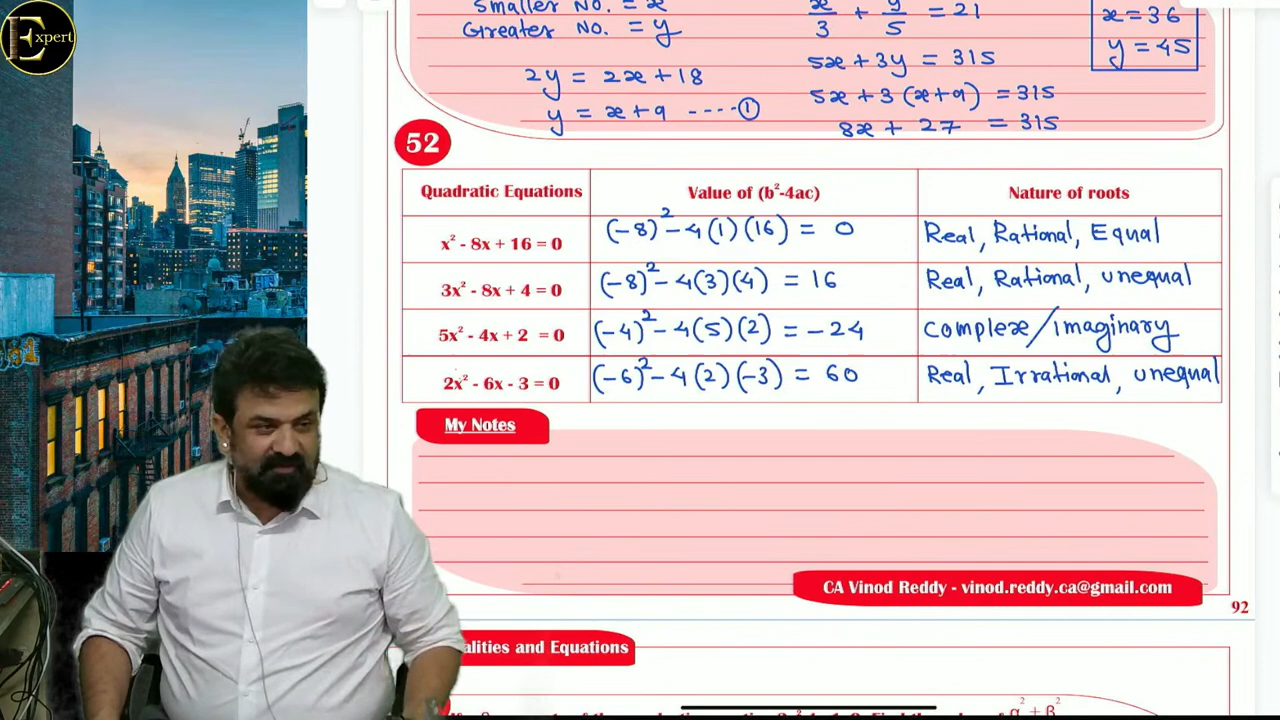 Expert
Smaller No. = x
Greater No. = y
2y = 2x + 18
y = x + 9 ----①
x/3 + y/5 = 21
5x + 3y = 315
5x + 3 (x+9) = 315
8x + 27 = 315
x = 36
y = 45
52
Quadratic Equations Value of (b²-4ac) Nature of roots
x² - 8x + 16 = 0 (-8)² - 4(1)(16) = 0 Real, Rational, Equal
3x² - 8x + 4 = 0 (-8)² - 4(3)(4) = 16 Real, Rational, unequal
5x² - 4x + 2 = 0 (-4)² - 4(5)(2) = -24 Complex/imaginary
2x² - 6x - 3 = 0 (-6)² - 4(2)(-3) = 60 Real, Irrational, unequal
My Notes
CA Vinod Reddy - vinod.reddy.ca@gmail.com
92
alities and Equations
α² + β²